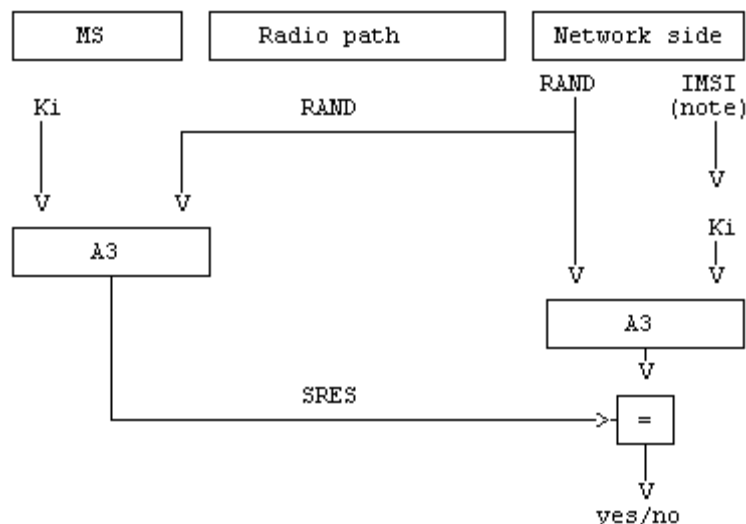 MS Radio path Network side
RAND IMSI
Ki RAND (note)
Ki
A3
A3
SRES
=
yes/no